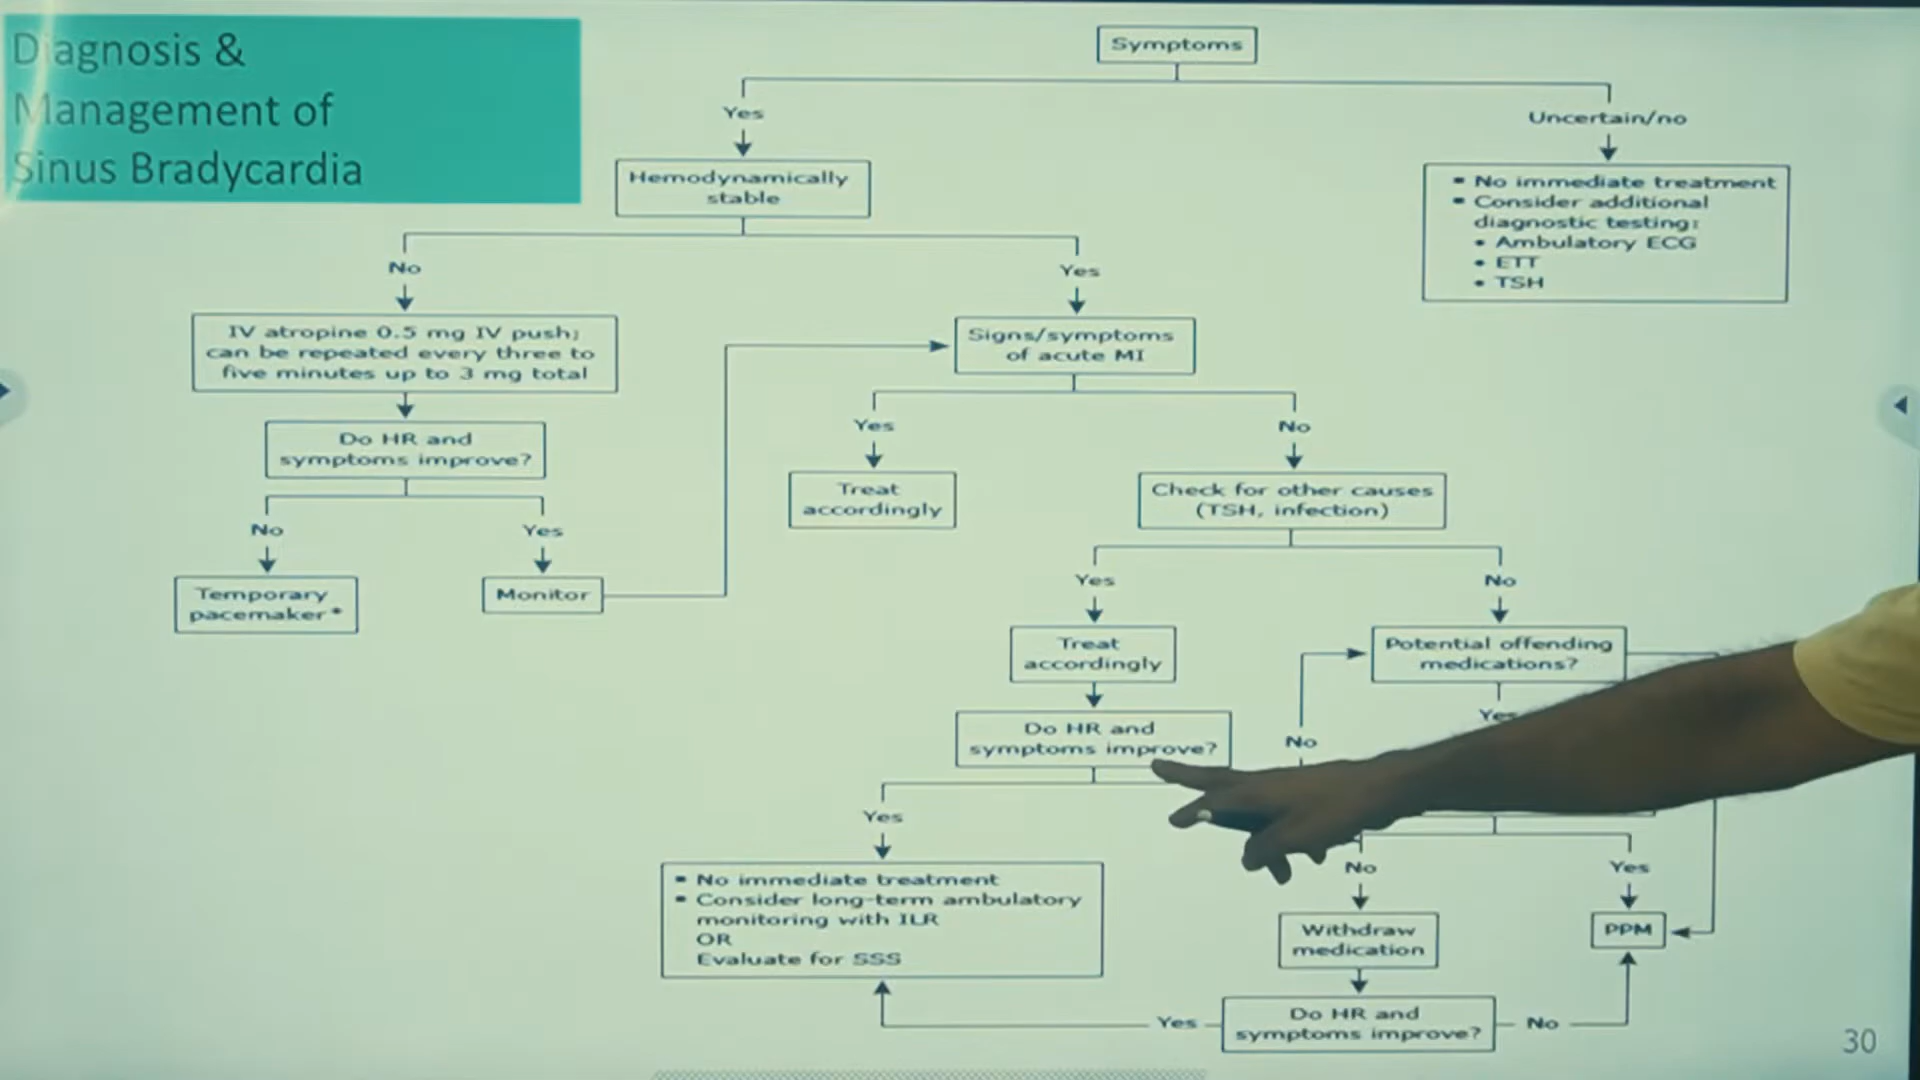 Diagnosis &
Management of
Sinus Bradycardia
Symptoms
Yes
Uncertain/no
Hemodynamically
stable
▪ No immediate treatment
▪ Consider additional
diagnostic testing:
• Ambulatory ECG
• ETT
• TSH
No
Yes
IV atropine 0.5 mg IV push;
can be repeated every three to
five minutes up to 3 mg total
Signs/symptoms
of acute MI
Do HR and
symptoms improve?
Yes
No
Treat
accordingly
Check for other causes
(TSH, infection)
No
Yes
Temporary
pacemaker*
Monitor
Yes
No
Treat
accordingly
Potential offending
medications?
Do HR and
symptoms improve?
No
Yes
Yes
No
Yes
▪ No immediate treatment
▪ Consider long-term ambulatory
monitoring with ILR
OR
Evaluate for SSS
Withdraw
medication
PPM
Do HR and
symptoms improve?
Yes
No
30